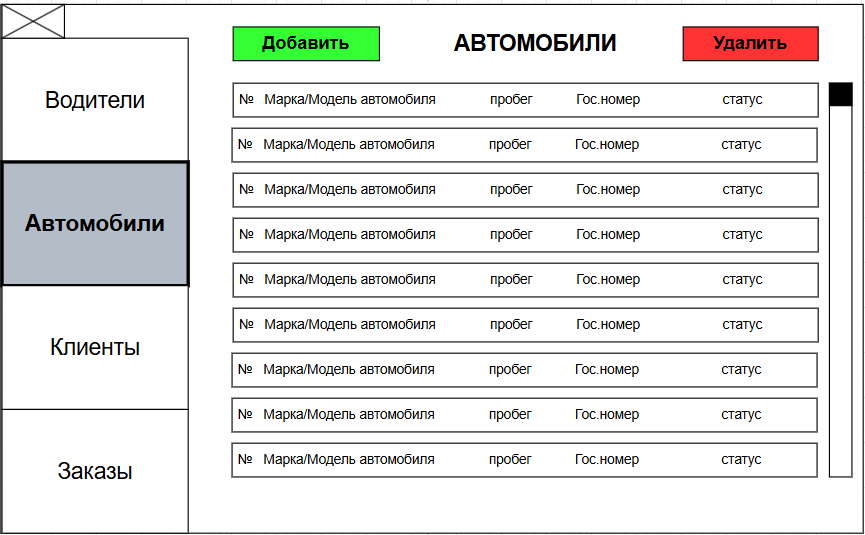 Добавить АВТОМОБИЛИ Удалить
Водители
Автомобили
Клиенты
Заказы
№ Марка/Модель автомобиля пробег Гос.номер статус
№ Марка/Модель автомобиля пробег Гос.номер статус
№ Марка/Модель автомобиля пробег Гос.номер статус
№ Марка/Модель автомобиля пробег Гос.номер статус
№ Марка/Модель автомобиля пробег Гос.номер статус
№ Марка/Модель автомобиля пробег Гос.номер статус
№ Марка/Модель автомобиля пробег Гос.номер статус
№ Марка/Модель автомобиля пробег Гос.номер статус
№ Марка/Модель автомобиля пробег Гос.номер статус